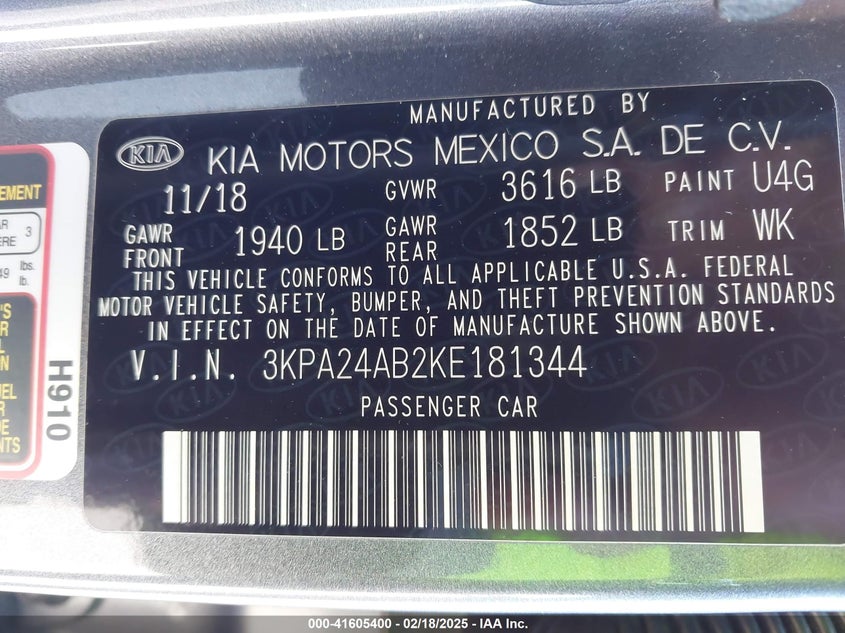 MANUFACTURED BY
KIA KIA MOTORS MEXICO S.A. DE C.V.
11/18 GVWR 3616 LB PAINT U4G
GAWR FRONT 1940 LB GAWR REAR 1852 LB TRIM WK
THIS VEHICLE CONFORMS TO ALL APPLICABLE U.S.A. FEDERAL
MOTOR VEHICLE SAFETY, BUMPER, AND THEFT PREVENTION STANDARDS
IN EFFECT ON THE DATE OF MANUFACTURE SHOWN ABOVE.
V.I.N. 3KPA24AB2KE181344
PASSENGER CAR
H910
3
lbs.
lb.
000-41605400 - 02/18/2025 - IAA Inc.